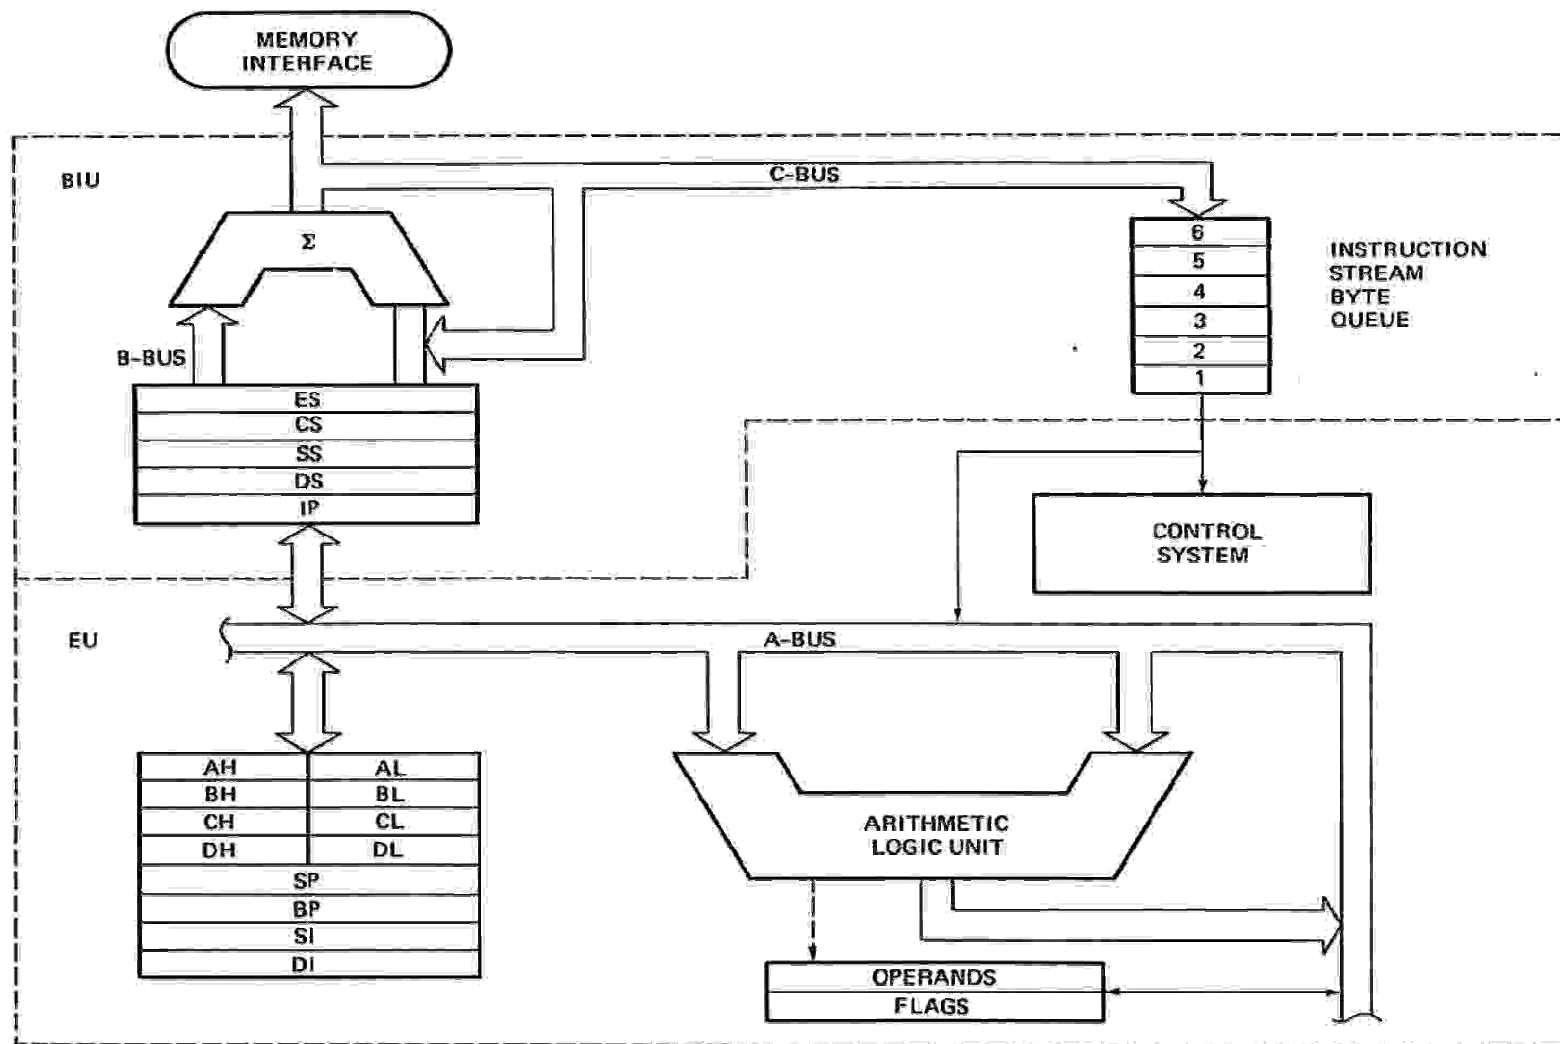 MEMORY
INTERFACE
BIU
C-BUS
Σ
B-BUS
6
5
4
3
2
1
INSTRUCTION
STREAM
BYTE
QUEUE
ES
CS
SS
DS
IP
CONTROL
SYSTEM
EU
A-BUS
AH AL
BH BL
CH CL
DH DL
SP
BP
SI
DI
ARITHMETIC
LOGIC UNIT
OPERANDS
FLAGS